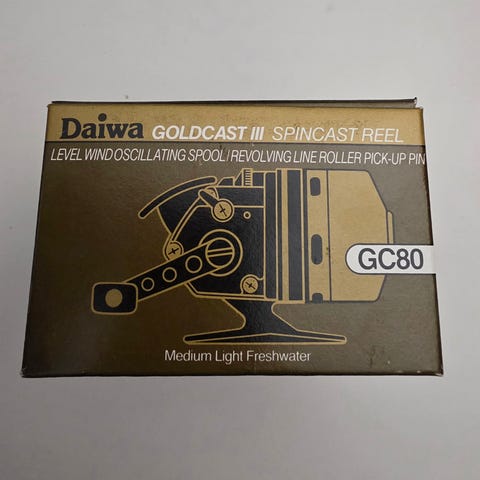 Daiwa GOLDCAST III SPINCAST REEL
LEVEL WIND OSCILLATING SPOOL/REVOLVING LINE ROLLER PICK-UP PIN
GC80
Medium Light Freshwater